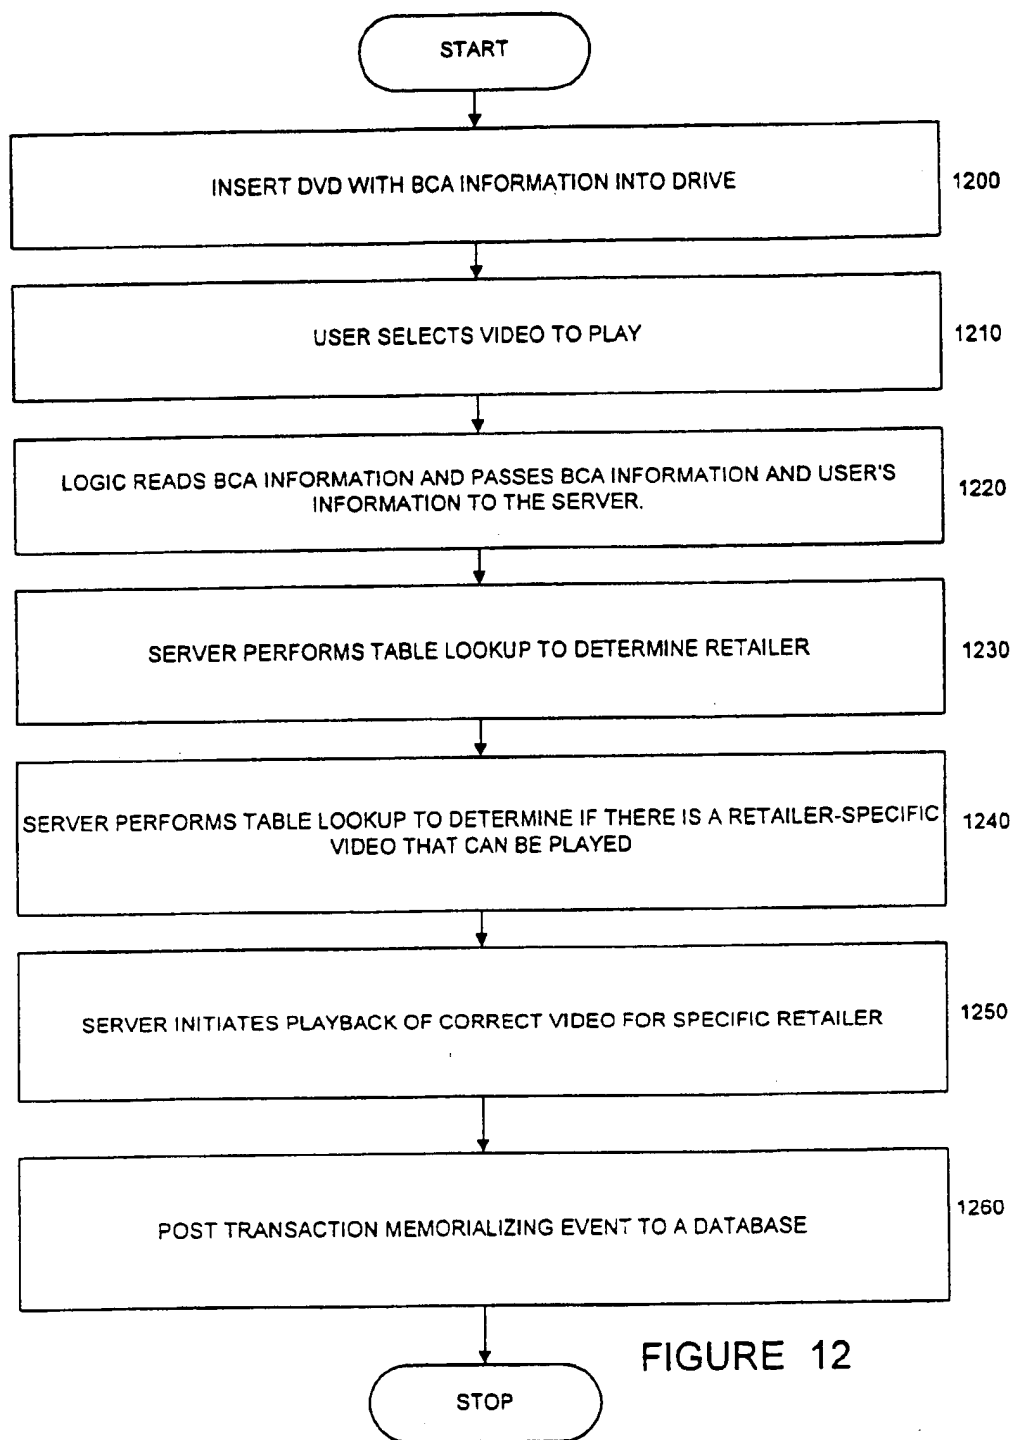 START
INSERT DVD WITH BCA INFORMATION INTO DRIVE
1200
USER SELECTS VIDEO TO PLAY
1210
LOGIC READS BCA INFORMATION AND PASSES BCA INFORMATION AND USER'S
INFORMATION TO THE SERVER.
1220
SERVER PERFORMS TABLE LOOKUP TO DETERMINE RETAILER
1230
SERVER PERFORMS TABLE LOOKUP TO DETERMINE IF THERE IS A RETAILER-SPECIFIC
VIDEO THAT CAN BE PLAYED
1240
SERVER INITIATES PLAYBACK OF CORRECT VIDEO FOR SPECIFIC RETAILER
1250
POST TRANSACTION MEMORIALIZING EVENT TO A DATABASE
1260
FIGURE 12
STOP